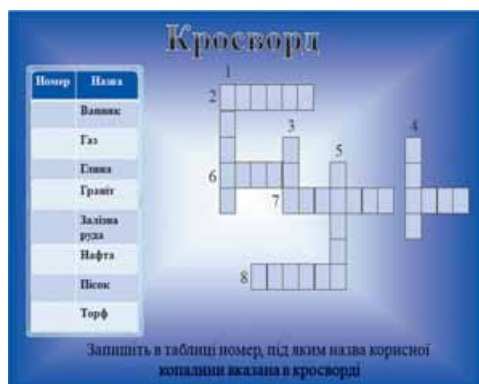 Кросворд
Номер Назва
Вапняк
Газ
Глина
Граніт
Залізна
руда
Нафта
Пісок
Торф
1
2
3
4
5
6
7
8
Запишіть в таблиці номер, під яким назва корисної
копалини вказана в кросворді